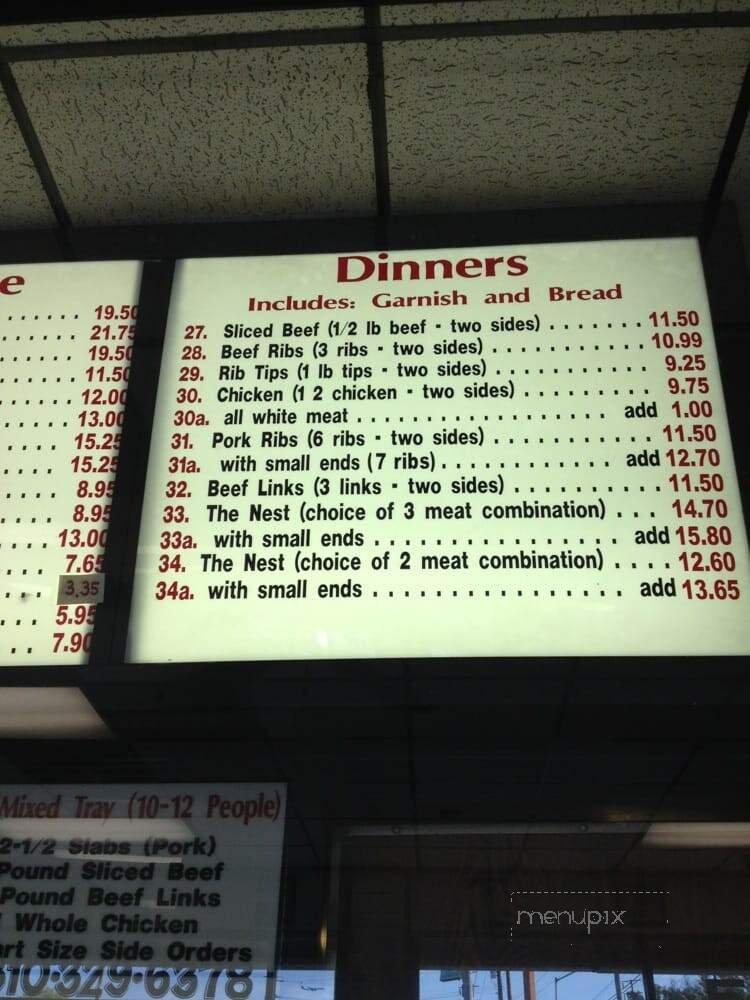 e
Dinners
Includes: Garnish and Bread
27. Sliced Beef (1/2 lb beef - two sides) ....... 11.50
28. Beef Ribs (3 ribs - two sides) ........... 10.99
29. Rib Tips (1 lb tips - two sides) ........... 9.25
30. Chicken (1 2 chicken - two sides) ......... 9.75
30a. all white meat ................. add 1.00
31. Pork Ribs (6 ribs - two sides) ........... 11.50
31a. with small ends (7 ribs) ............ add 12.70
32. Beef Links (3 links - two sides) .......... 11.50
33. The Nest (choice of 3 meat combination) ... 14.70
33a. with small ends ................ add 15.80
34. The Nest (choice of 2 meat combination) .... 12.60
34a. with small ends ................ add 13.65
...... 19.50
...... 21.75
...... 19.50
..... 11.50
..... 12.00
..... 13.00
.... 15.25
.... 15.25
.... 8.95
.... 8.95
... 13.00
... 7.65
... 3.35
... 5.95
.. 7.90
Mixed Tray (10-12 People)
2-1/2 Slabs (Pork)
Pound Sliced Beef
Pound Beef Links
Whole Chicken
Size Side Orders
310-329-6378
menupix